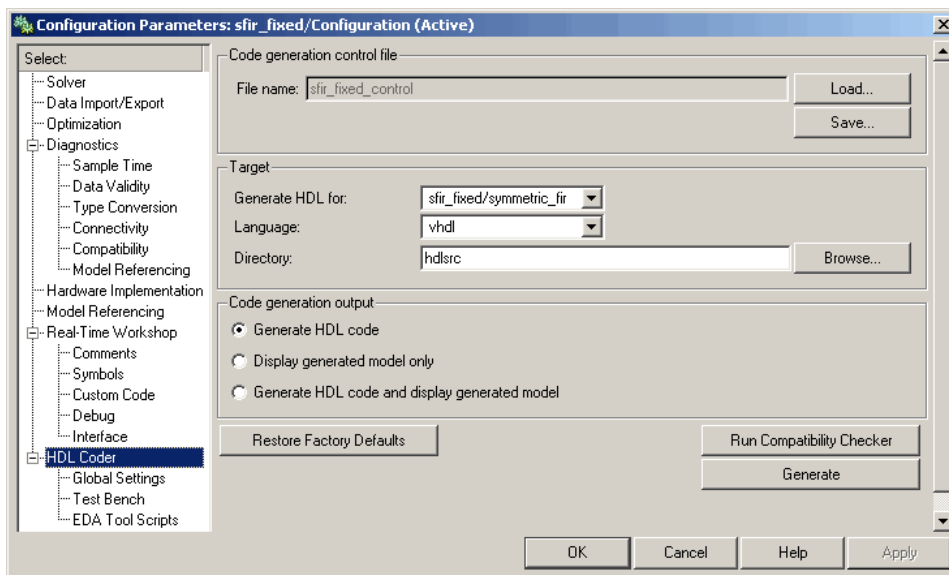 Configuration Parameters: sfir_fixed/Configuration (Active)
Select:
Solver
Data Import/Export
Optimization
Diagnostics
Sample Time
Data Validity
Type Conversion
Connectivity
Compatibility
Model Referencing
Hardware Implementation
Model Referencing
Real-Time Workshop
Comments
Symbols
Custom Code
Debug
Interface
HDL Coder
Global Settings
Test Bench
EDA Tool Scripts
Code generation control file
File name: sfir_fixed_control
Load...
Save...
Target
Generate HDL for: sfir_fixed/symmetric_fir
Language: vhdl
Directory: hdlsrc Browse...
Code generation output
Generate HDL code
Display generated model only
Generate HDL code and display generated model
Restore Factory Defaults Run Compatibility Checker
Generate
OK Cancel Help Apply